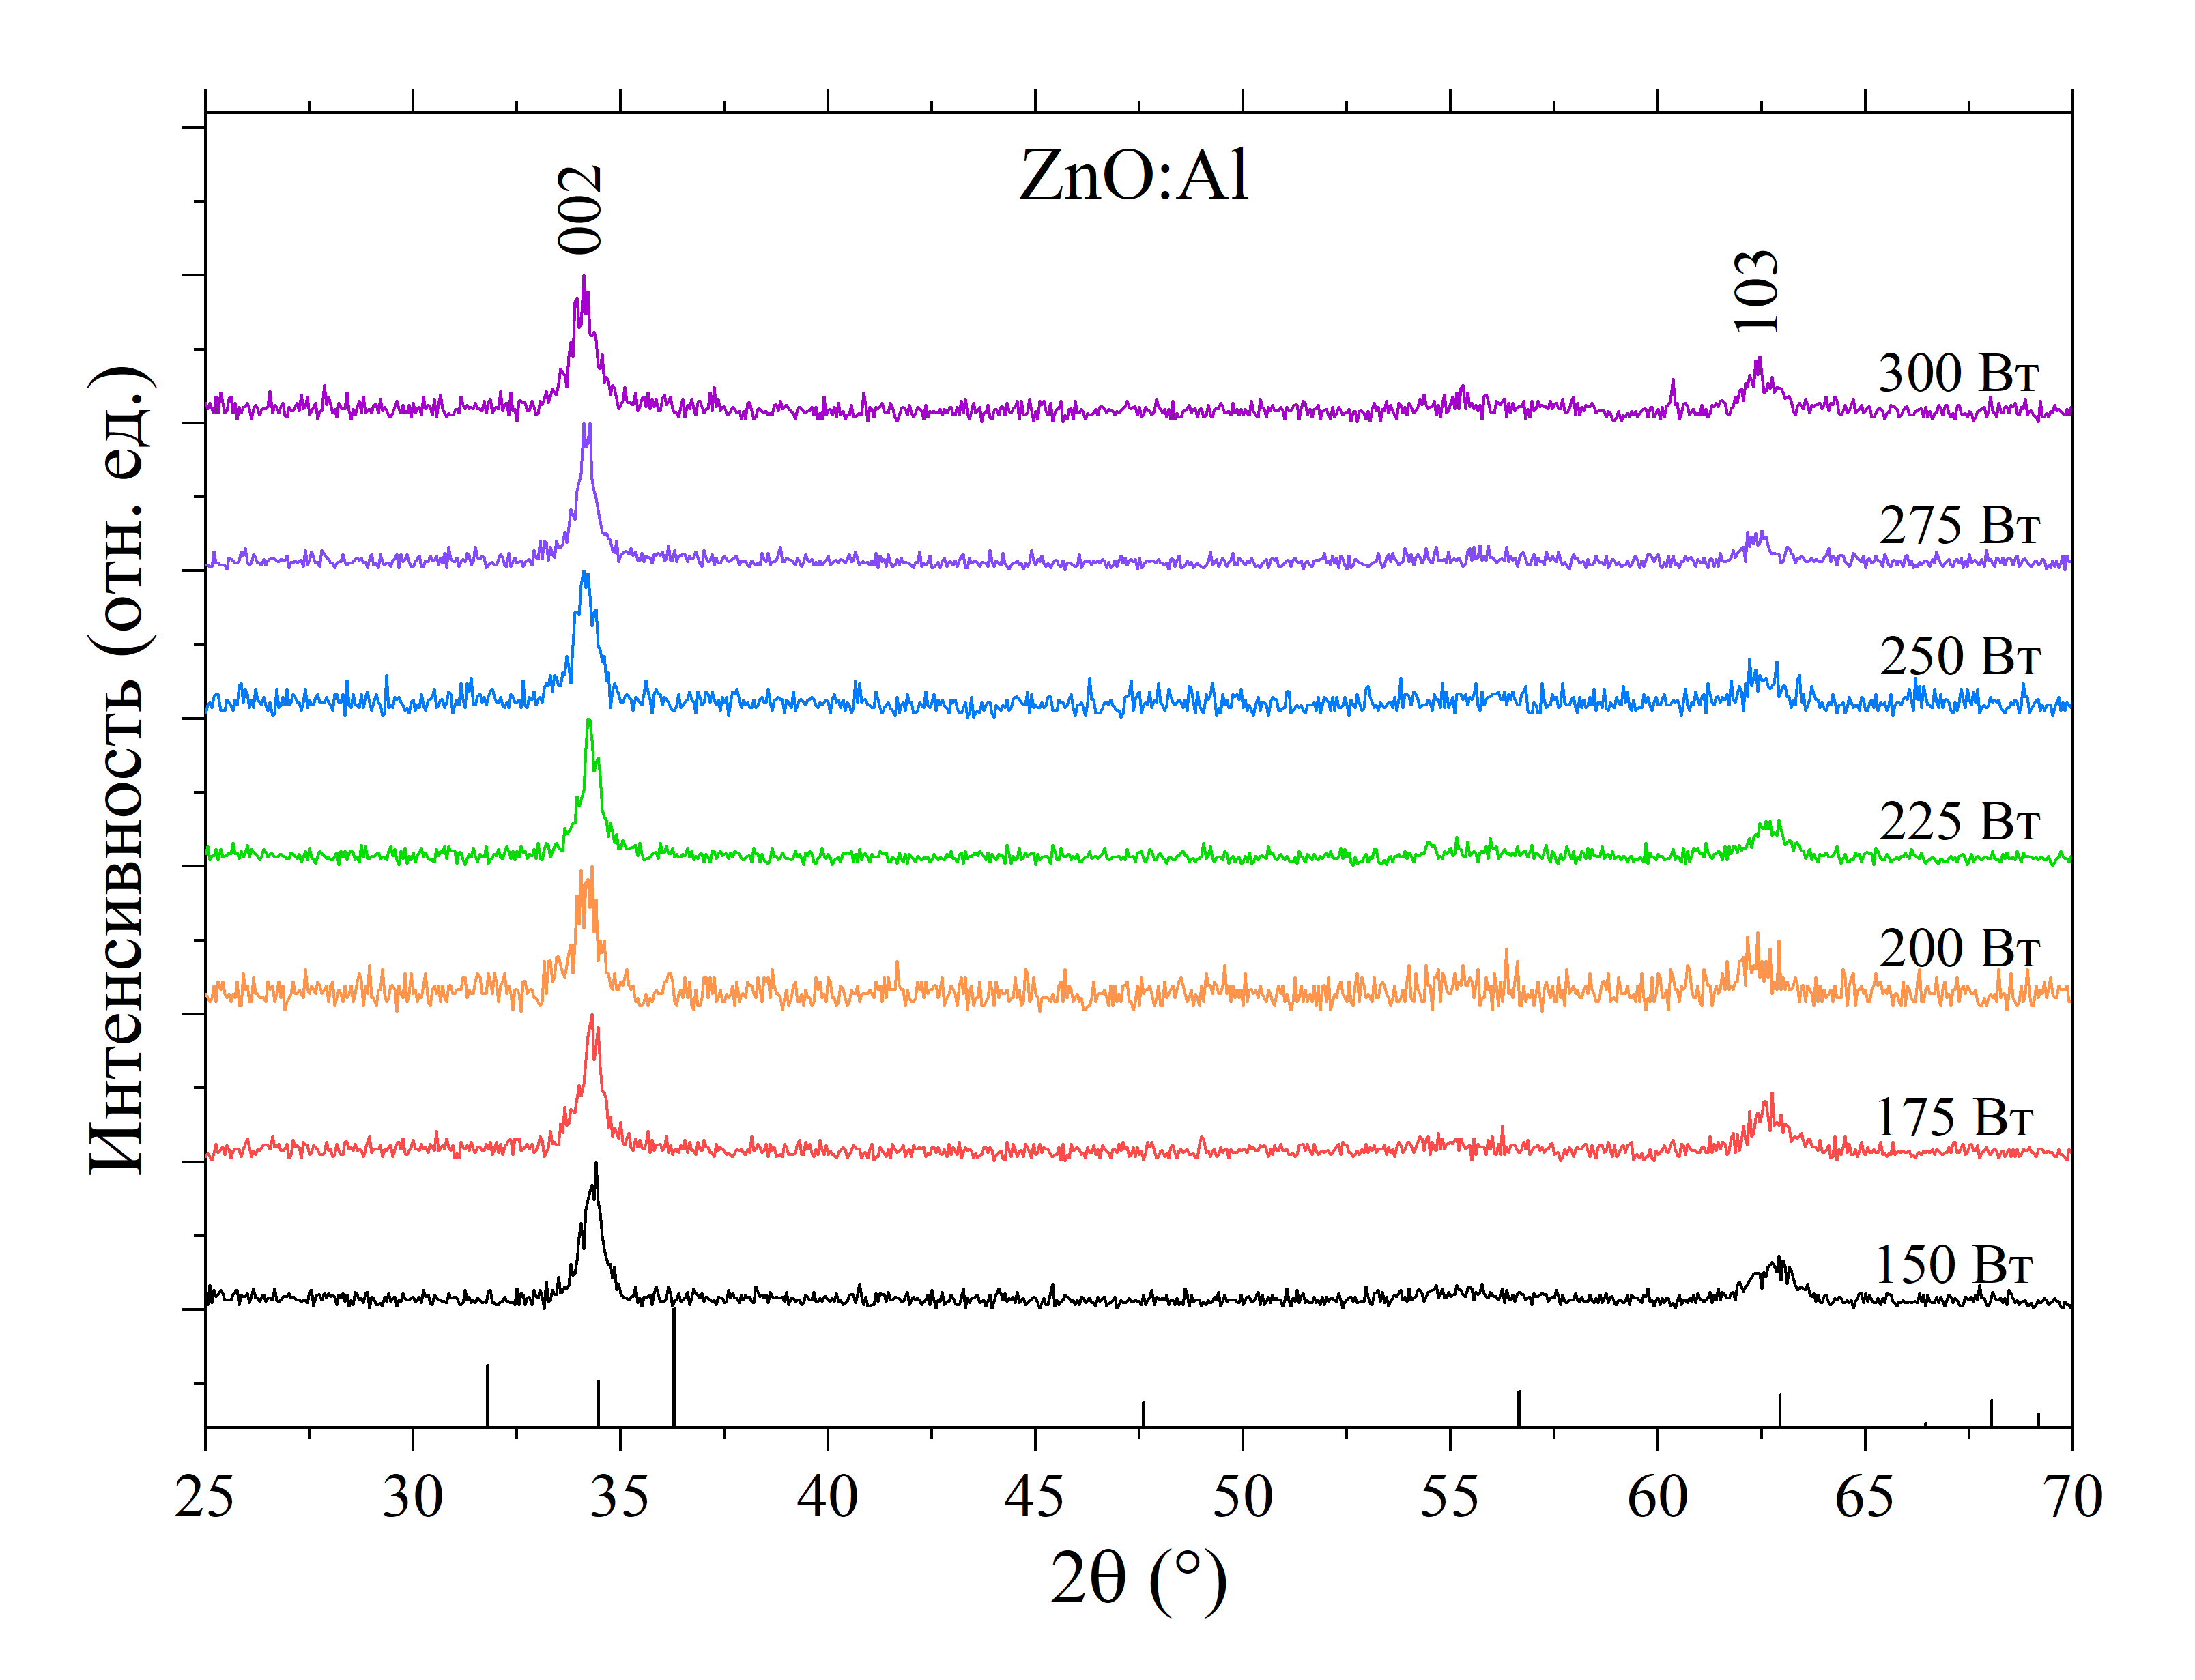 ZnO:Al
002
103
300 Вт
275 Вт
250 Вт
225 Вт
200 Вт
175 Вт
150 Вт
Интенсивность (отн. ед.)
25 30 35 40 45 50 55 60 65 70
2θ (°)